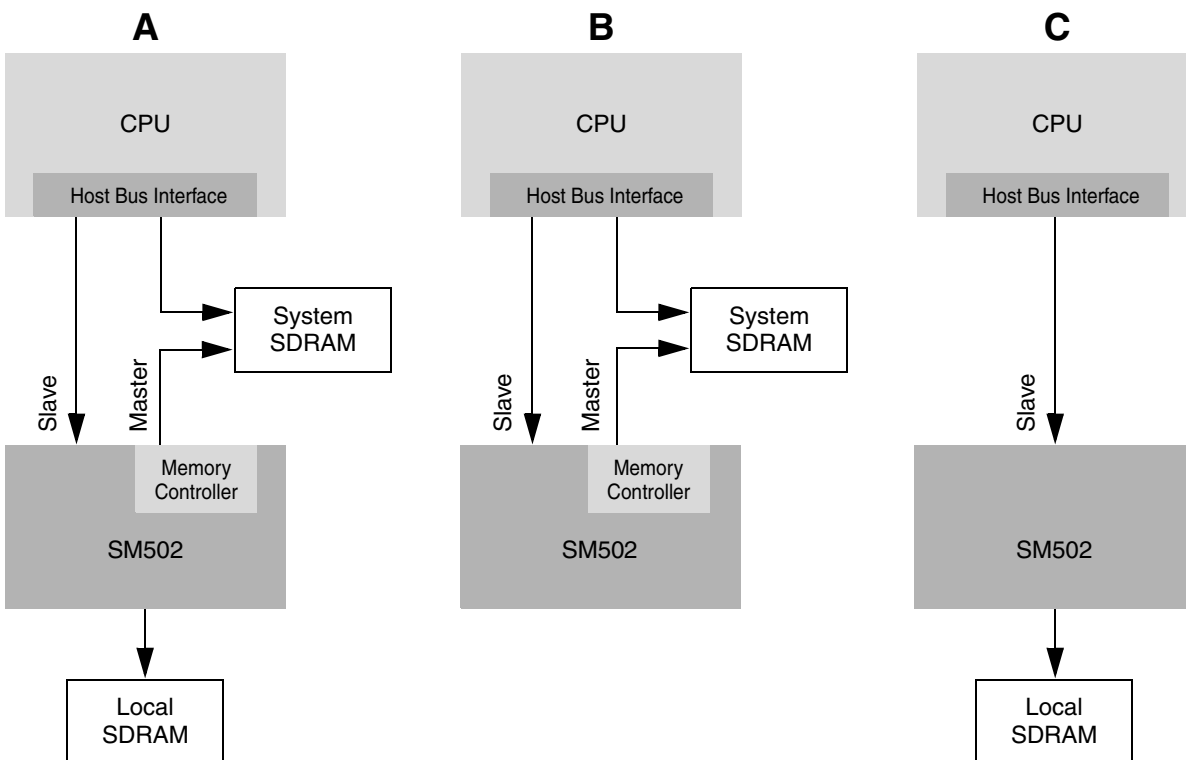 A
CPU
Host Bus Interface
System
SDRAM
Slave
Master
Memory
Controller
SM502
Local
SDRAM
B
CPU
Host Bus Interface
System
SDRAM
Slave
Master
Memory
Controller
SM502
C
CPU
Host Bus Interface
Slave
SM502
Local
SDRAM